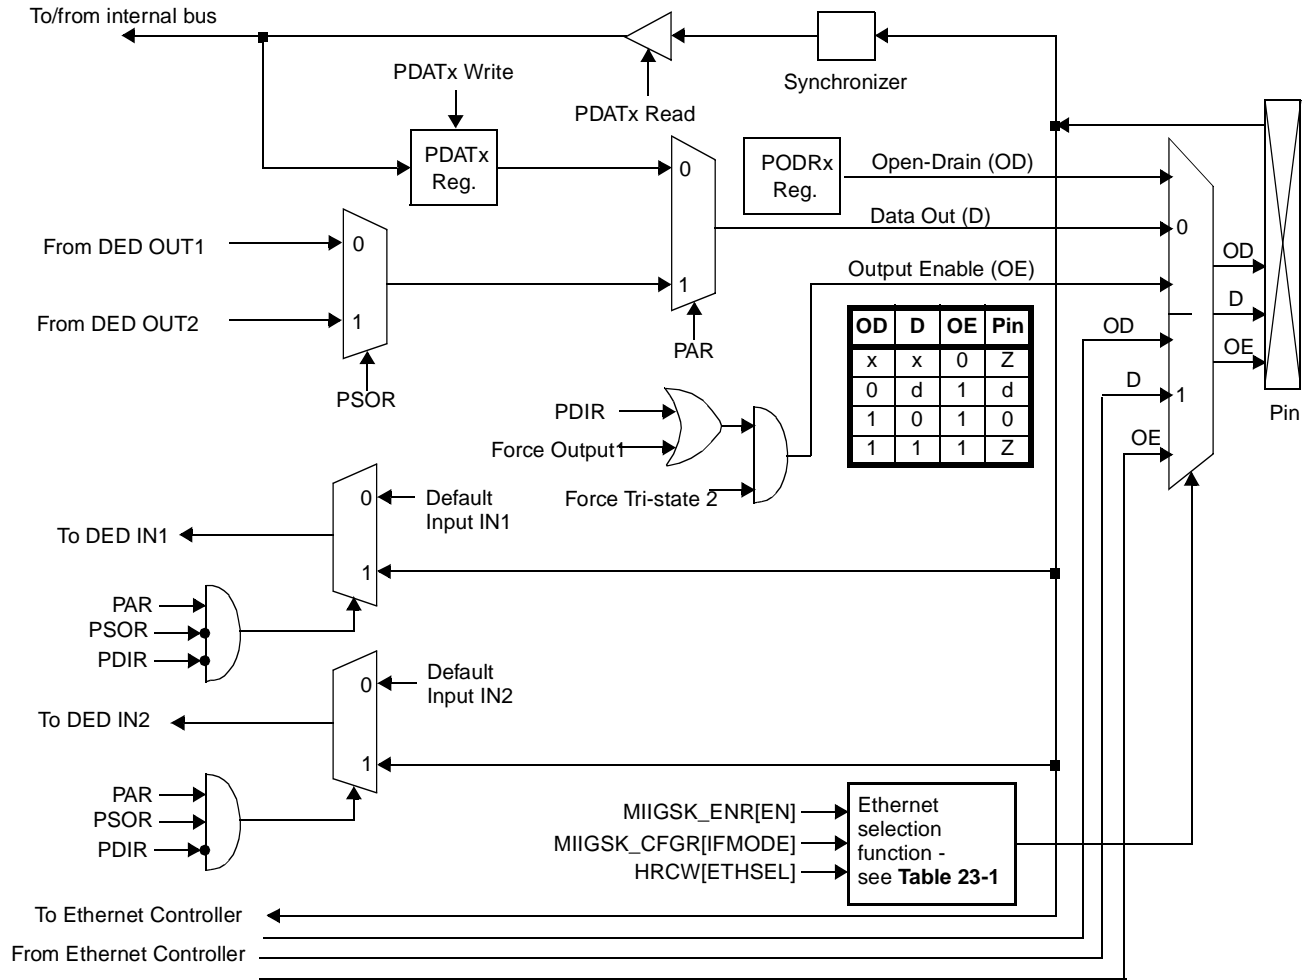 To/from internal bus
Synchronizer
PDATx Write
PDATx Read
PDATx
Reg.
PODRx
Reg.
Open-Drain (OD)
Data Out (D)
Output Enable (OE)
From DED OUT1
From DED OUT2
0
1
PSOR
0
1
PAR
0
1
OD
D
OE
OD
D
OE
Pin
OD D OE Pin
x x 0 Z
0 d 1 d
1 0 1 0
1 1 1 Z
PDIR
Force Output1
Force Tri-state 2
To DED IN1
0
1
Default
Input IN1
PAR
PSOR
PDIR
To DED IN2
0
1
Default
Input IN2
PAR
PSOR
PDIR
MIIGSK_ENR[EN]
MIIGSK_CFGR[IFMODE]
HRCW[ETHSEL]
Ethernet
selection
function -
see Table 23-1
To Ethernet Controller
From Ethernet Controller